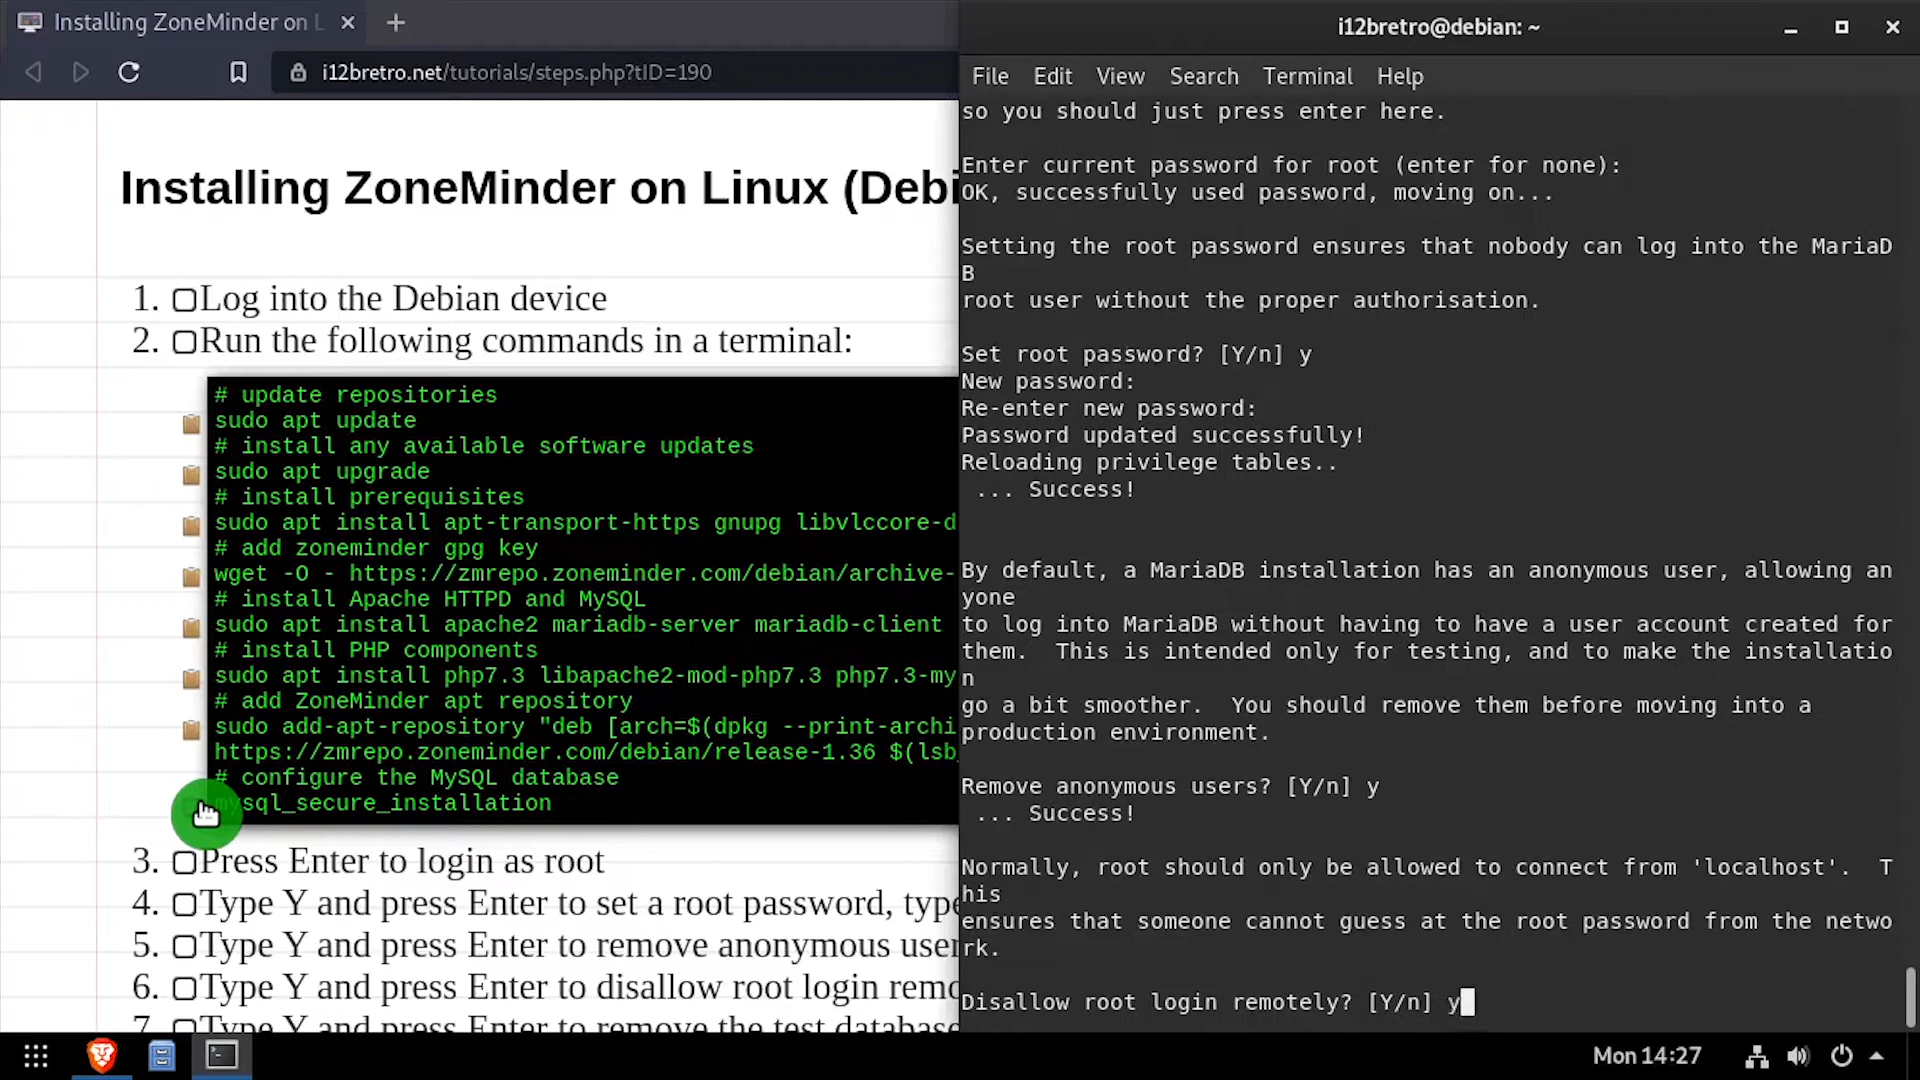 Installing ZoneMinder on L
i12bretro.net/tutorials/steps.php?tID=190
Installing ZoneMinder on Linux (Debi
1. Log into the Debian device
2. Run the following commands in a terminal:
# update repositories
sudo apt update
# install any available software updates
sudo apt upgrade
# install prerequisites
sudo apt install apt-transport-https gnupg libvlccore-d
# add zoneminder gpg key
wget -O - https://zmrepo.zoneminder.com/debian/archive-
# install Apache HTTPD and MySQL
sudo apt install apache2 mariadb-server mariadb-client
# install PHP components
sudo apt install php7.3 libapache2-mod-php7.3 php7.3-my
# add ZoneMinder apt repository
sudo add-apt-repository "deb [arch=$(dpkg --print-archi
https://zmrepo.zoneminder.com/debian/release-1.36 $(lsb_
# configure the MySQL database
mysql_secure_installation
3. Press Enter to login as root
4. Type Y and press Enter to set a root password, type
5. Type Y and press Enter to remove anonymous user
6. Type Y and press Enter to disallow root login remo
7. Type Y and press Enter to remove the test database
i12bretro@debian: ~
File Edit View Search Terminal Help
so you should just press enter here.
Enter current password for root (enter for none):
OK, successfully used password, moving on...
Setting the root password ensures that nobody can log into the MariaD
B
root user without the proper authorisation.
Set root password? [Y/n] y
New password:
Re-enter new password:
Password updated successfully!
Reloading privilege tables..
... Success!
By default, a MariaDB installation has an anonymous user, allowing an
yone
to log into MariaDB without having to have a user account created for
them.  This is intended only for testing, and to make the installatio
n
go a bit smoother.  You should remove them before moving into a
production environment.
Remove anonymous users? [Y/n] y
... Success!
Normally, root should only be allowed to connect from 'localhost'.  T
his
ensures that someone cannot guess at the root password from the netwo
rk.
Disallow root login remotely? [Y/n] y
Mon 14:27